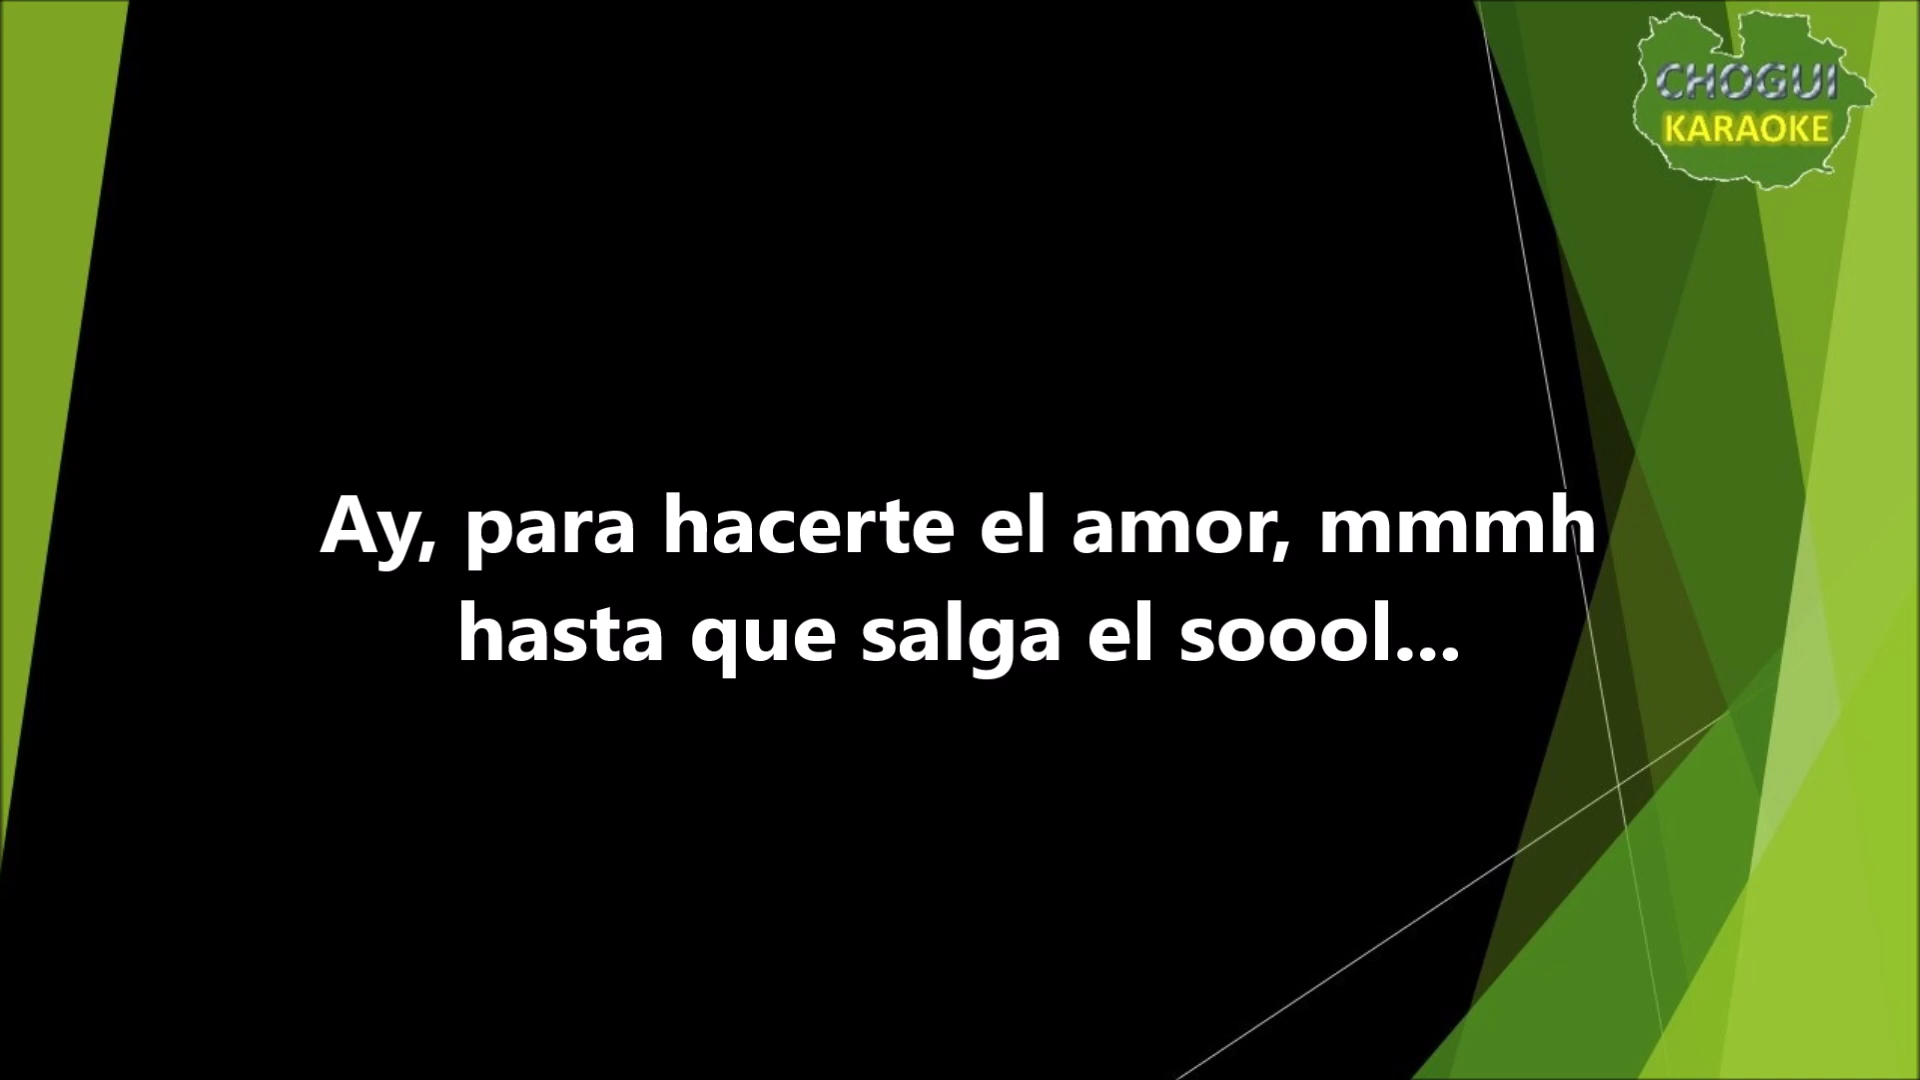 CHOGUI
KARAOKE
Ay, para hacerte el amor, mmmh
hasta que salga el soool...